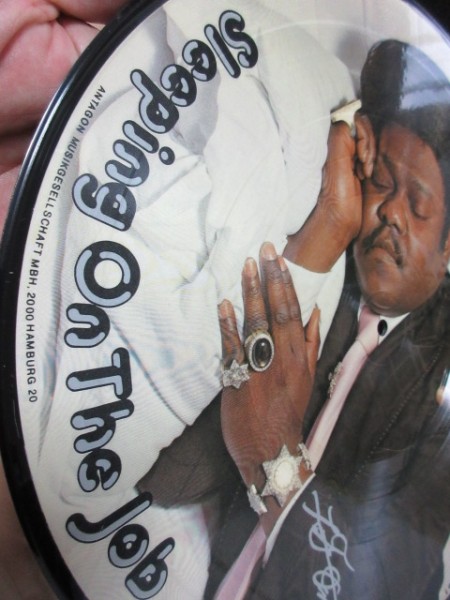 Sleeping On The Job
ANTAGON MUSIKGESELLSCHAFT MBH, 2000 HAMBURG 20